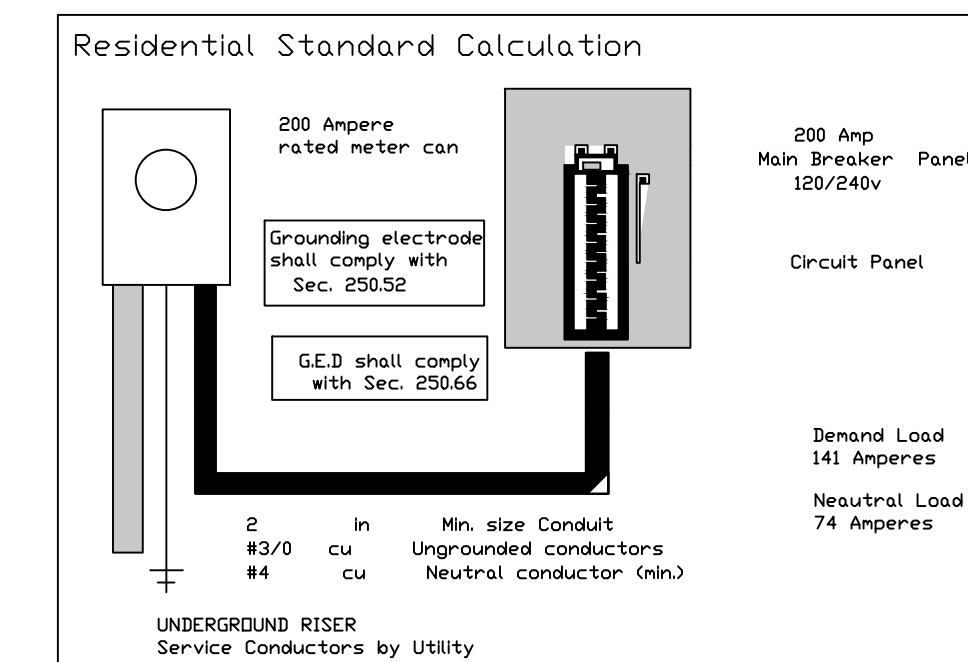 Residential Standard Calculation
200 Ampere
rated meter can
200 Amp
Main Breaker Panel
120/240v
Grounding electrode
shall comply with
Sec. 250.52
Circuit Panel
G.E.D shall comply
with Sec. 250.66
Demand Load
141 Amperes
Neautral Load
74 Amperes
2 in Min. size Conduit
#3/0 cu Ungrounded conductors
#4 cu Neutral conductor (min.)
UNDERGROUND RISER
Service Conductors by Utility